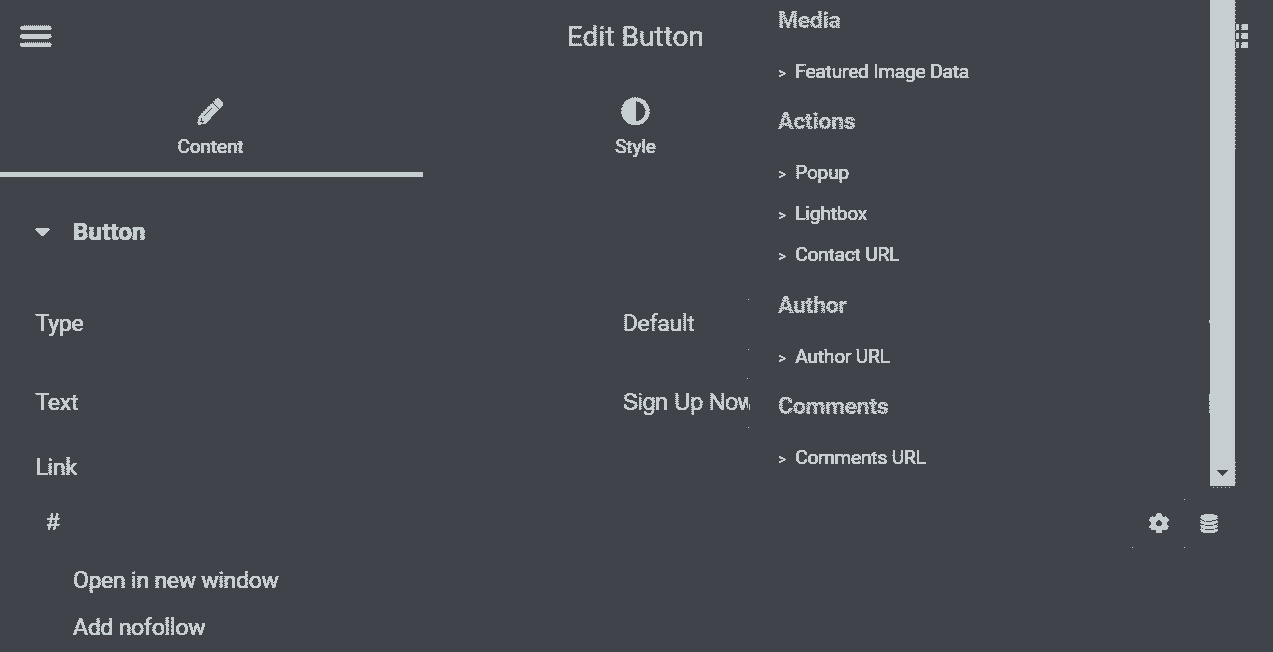 Edit Button
Content
Style
Button
Type
Default
Text
Sign Up Now
Link
#
Open in new window
Add nofollow
Media
> Featured Image Data
Actions
> Popup
> Lightbox
> Contact URL
Author
> Author URL
Comments
> Comments URL